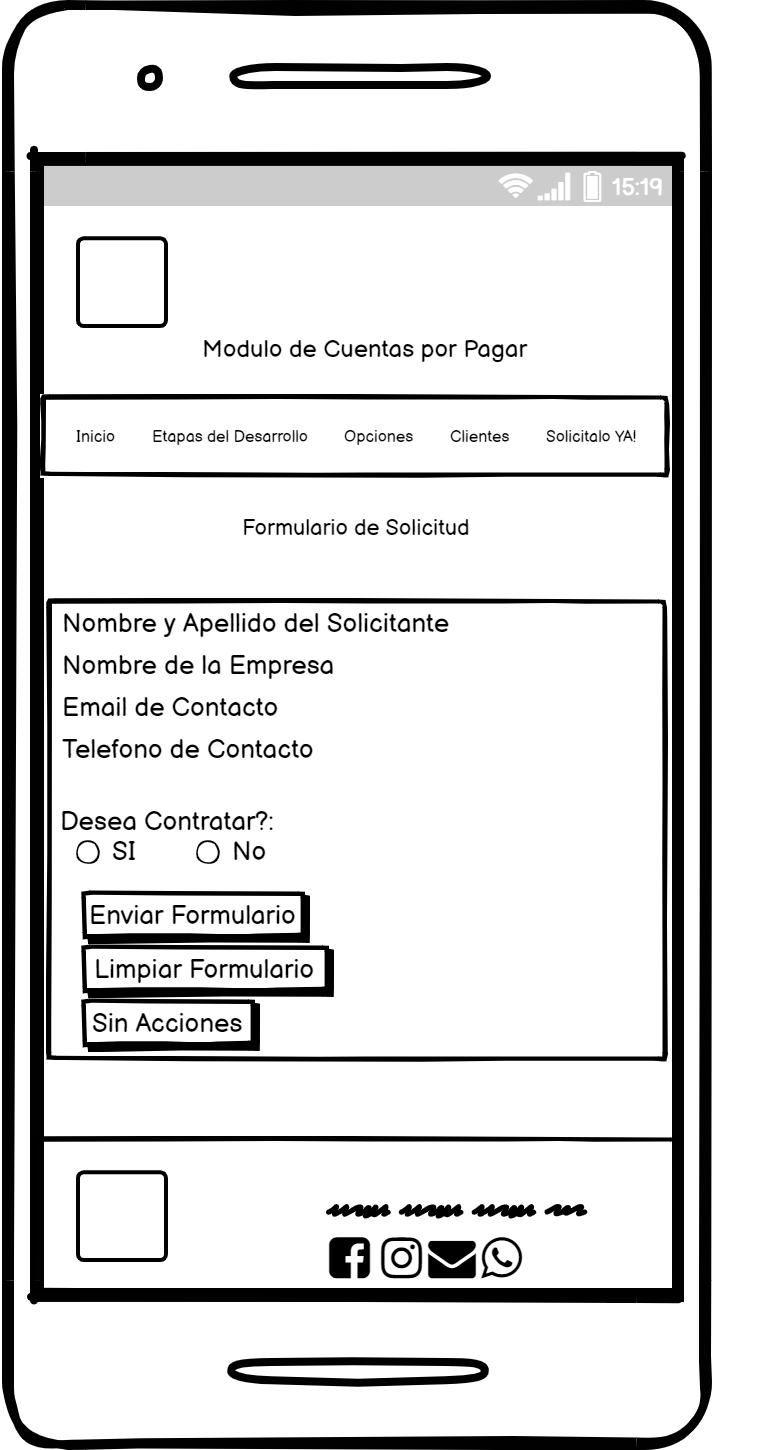 15:19
Modulo de Cuentas por Pagar
Inicio Etapas del Desarrollo Opciones Clientes Solicitalo YA!
Formulario de Solicitud
Nombre y Apellido del Solicitante
Nombre de la Empresa
Email de Contacto
Telefono de Contacto
Desea Contratar?:
SI No
Enviar Formulario
Limpiar Formulario
Sin Acciones